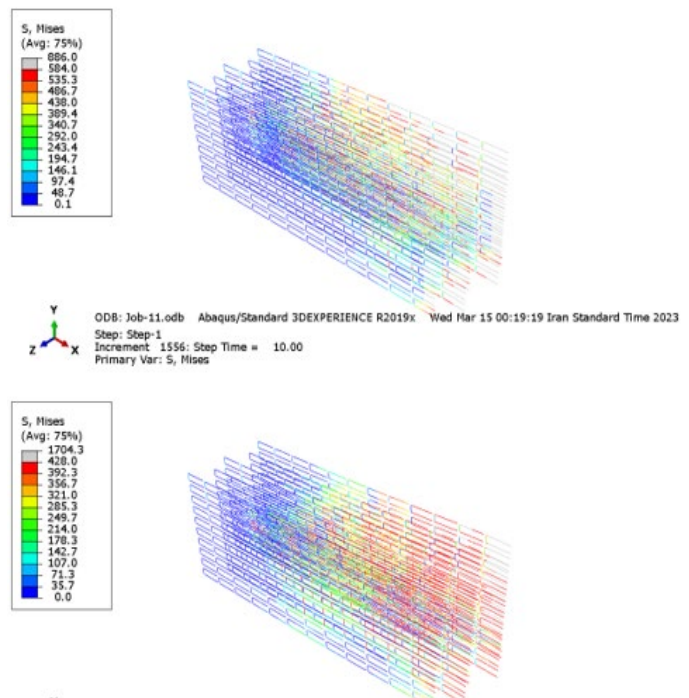 S, Mises
(Avg: 75%)
886.0
584.0
535.3
486.7
438.0
389.4
340.7
292.0
243.4
194.7
146.1
97.4
48.7
0.1
Y
Z X
ODB: Job-11.odb Abaqus/Standard 3DEXPERIENCE R2019x Wed Mar 15 00:19:19 Iran Standard Time 2023
Step: Step-1
Increment 1556: Step Time = 10.00
Primary Var: S, Mises
S, Mises
(Avg: 75%)
1704.3
428.0
392.3
356.7
321.0
285.3
249.7
214.0
178.3
142.7
107.0
71.3
35.7
0.0